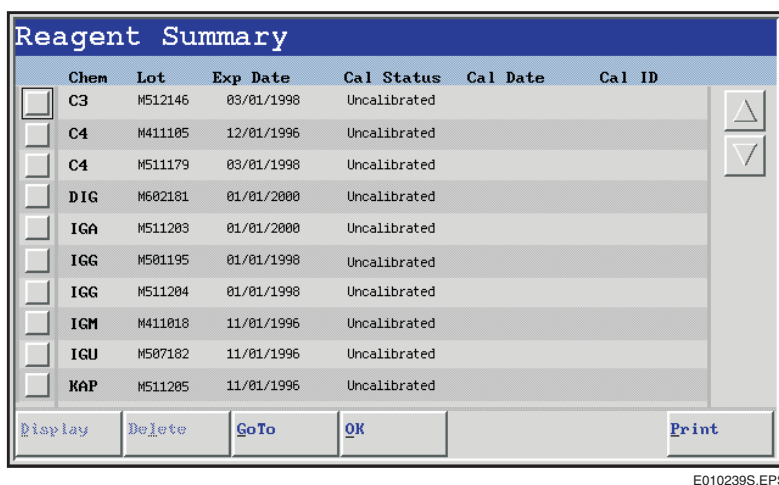 Reagent Summary
Chem Lot Exp Date Cal Status Cal Date Cal ID
C3 M512146 03/01/1998 Uncalibrated
C4 M411105 12/01/1996 Uncalibrated
C4 M511179 03/01/1998 Uncalibrated
DIG M602181 01/01/2000 Uncalibrated
IGA M511203 01/01/2000 Uncalibrated
IGG M501195 01/01/1998 Uncalibrated
IGG M511204 01/01/1998 Uncalibrated
IGM M411018 11/01/1996 Uncalibrated
IGU M507182 11/01/1996 Uncalibrated
KAP M511205 11/01/1996 Uncalibrated
Display Delete GoTo OK Print